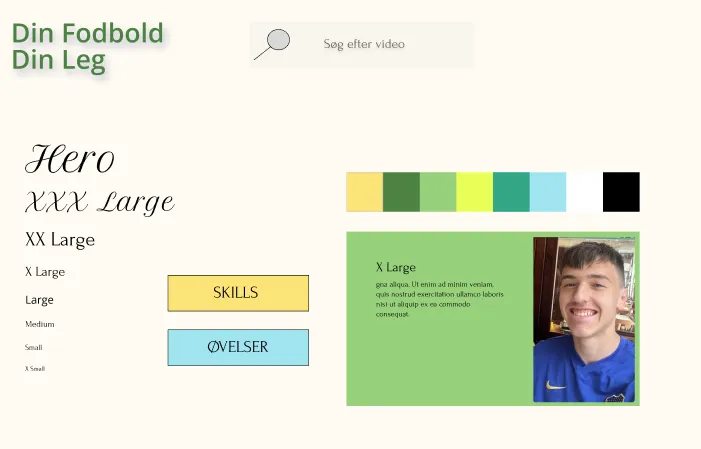 Din Fodbold
Din Leg
Søg efter video
Hero
XXX Large
XX Large
X Large
Large
Medium
Small
X Small
SKILLS
ØVELSER
X Large
gna aliqua. Ut enim ad minim veniam,
quis nostrud exercitation ullamco laboris
nisi ut aliquip ex ea commodo
consequat.